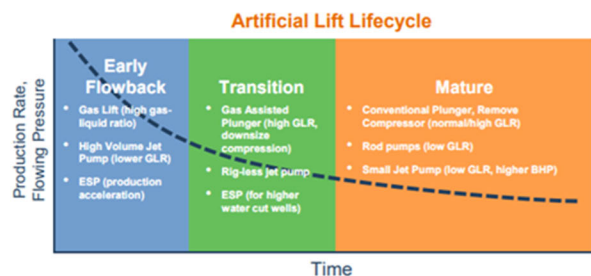 Artificial Lift Lifecycle
Production Rate,
Flowing Pressure
Early
Flowback
• Gas Lift (high gas-
liquid ratio)
• High Volume Jet
Pump (lower GLR)
• ESP (production
acceleration)
Transition
• Gas Assisted
Plunger (high GLR,
downsize
compression)
• Rig-less jet pump
• ESP (for higher
water cut wells)
Mature
• Conventional Plunger, Remove
Compressor (normal/high GLR)
• Rod pumps (low GLR)
• Small Jet Pump (low GLR, higher BHP)
Time